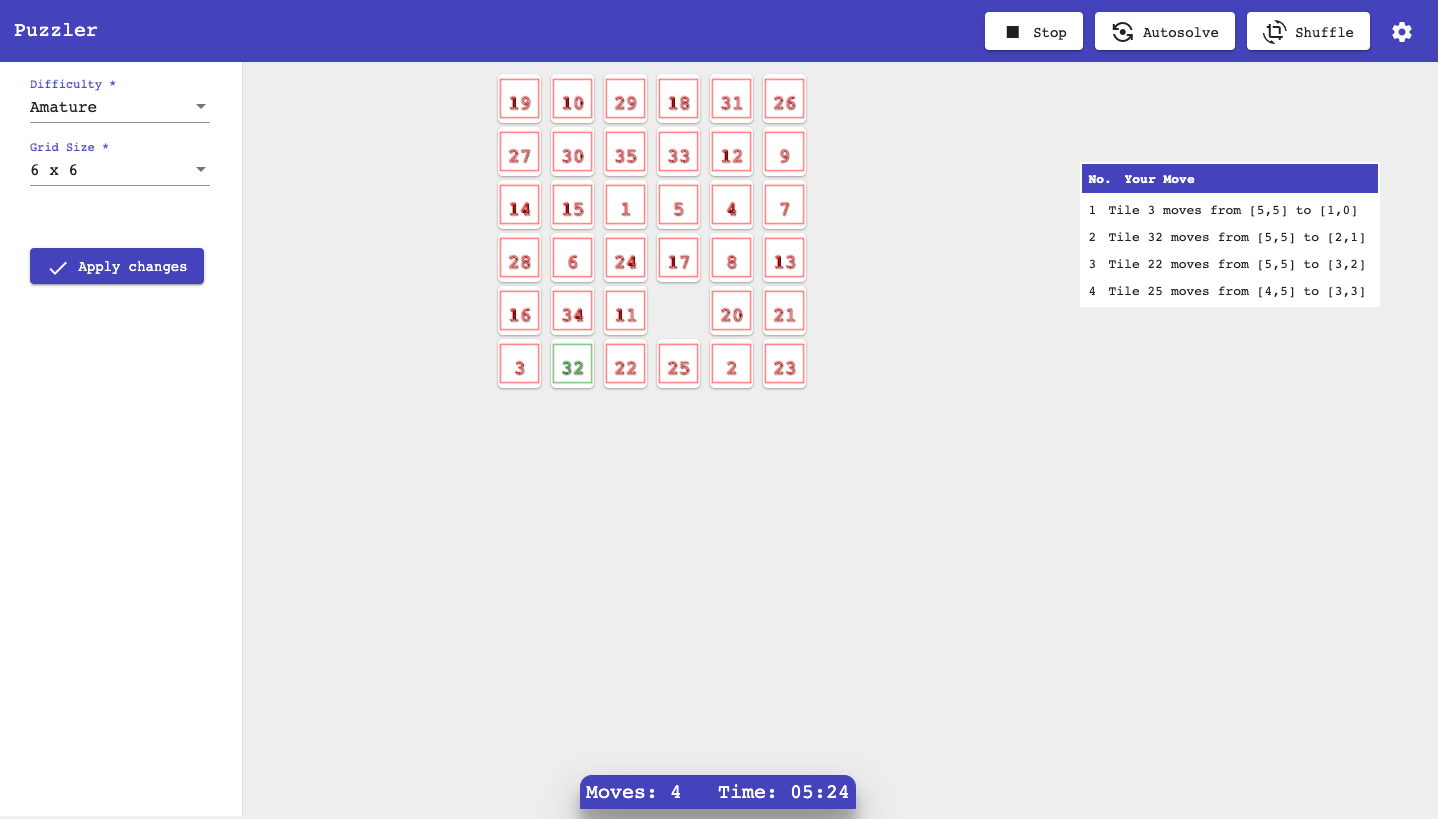 Puzzler
Stop Autosolve Shuffle
Difficulty *
Amature
Grid Size *
6 x 6
Apply changes
19 10 29 18 31 26
27 30 35 33 12 9
14 15 1 5 4 7
28 6 24 17 8 13
16 34 11 20 21
3 32 22 25 2 23
No. Your Move
1 Tile 3 moves from [5,5] to [1,0]
2 Tile 32 moves from [5,5] to [2,1]
3 Tile 22 moves from [5,5] to [3,2]
4 Tile 25 moves from [4,5] to [3,3]
Moves: 4 Time: 05:24